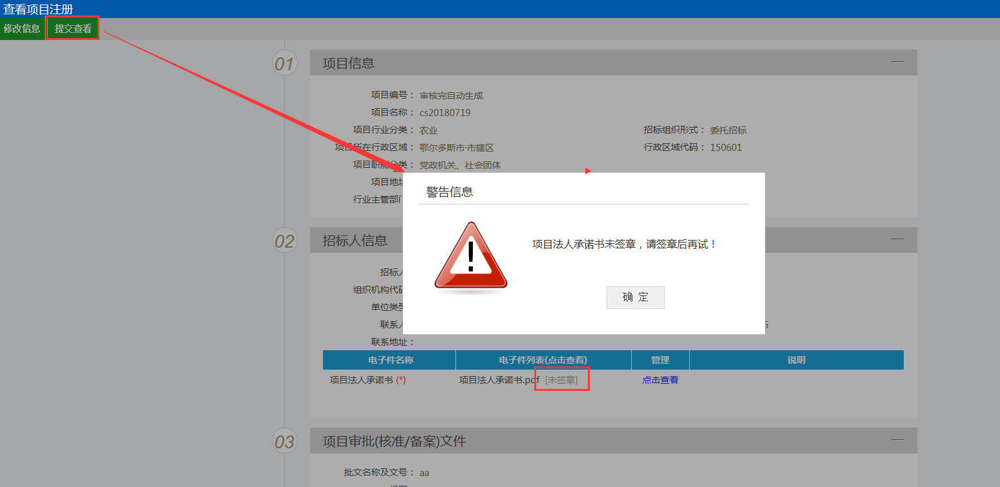 查看项目注册
修改信息 提交查看
01 项目信息
项目编号： 审核完自动生成
项目名称： cs20180719
项目行业分类： 农业 招标组织形式： 委托招标
项目所在行政区域： 鄂尔多斯市·市辖区 行政区域代码： 150601
项目职能分类： 党政机关、社会团体
项目地址
行业主管部门
警告信息
项目法人承诺书未签章，请签章后再试！
确 定
02 招标人信息
招标人
组织机构代码
单位类型
联系人
联系地址：
电子件名称 电子件列表(点击查看) 管理 说明
项目法人承诺书 (*) 项目法人承诺书.pdf [未签章] 点击查看
03 项目审批(核准/备案)文件
批文名称及文号： aa